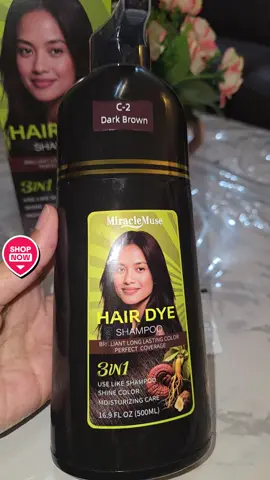 HAIR
SHA
3IN1
C-2
Dark Brown
SHOP
NOW
MiracleMuse
HAIR DYE
SHAMPOO
BRILLIANT LONG LASTING COLOR
PERFECT COVERAGE
3IN1
USE LIKE SHAMPOO
SHINE COLOR
MOISTURIZING CARE
16.9 FL OZ (500ML)